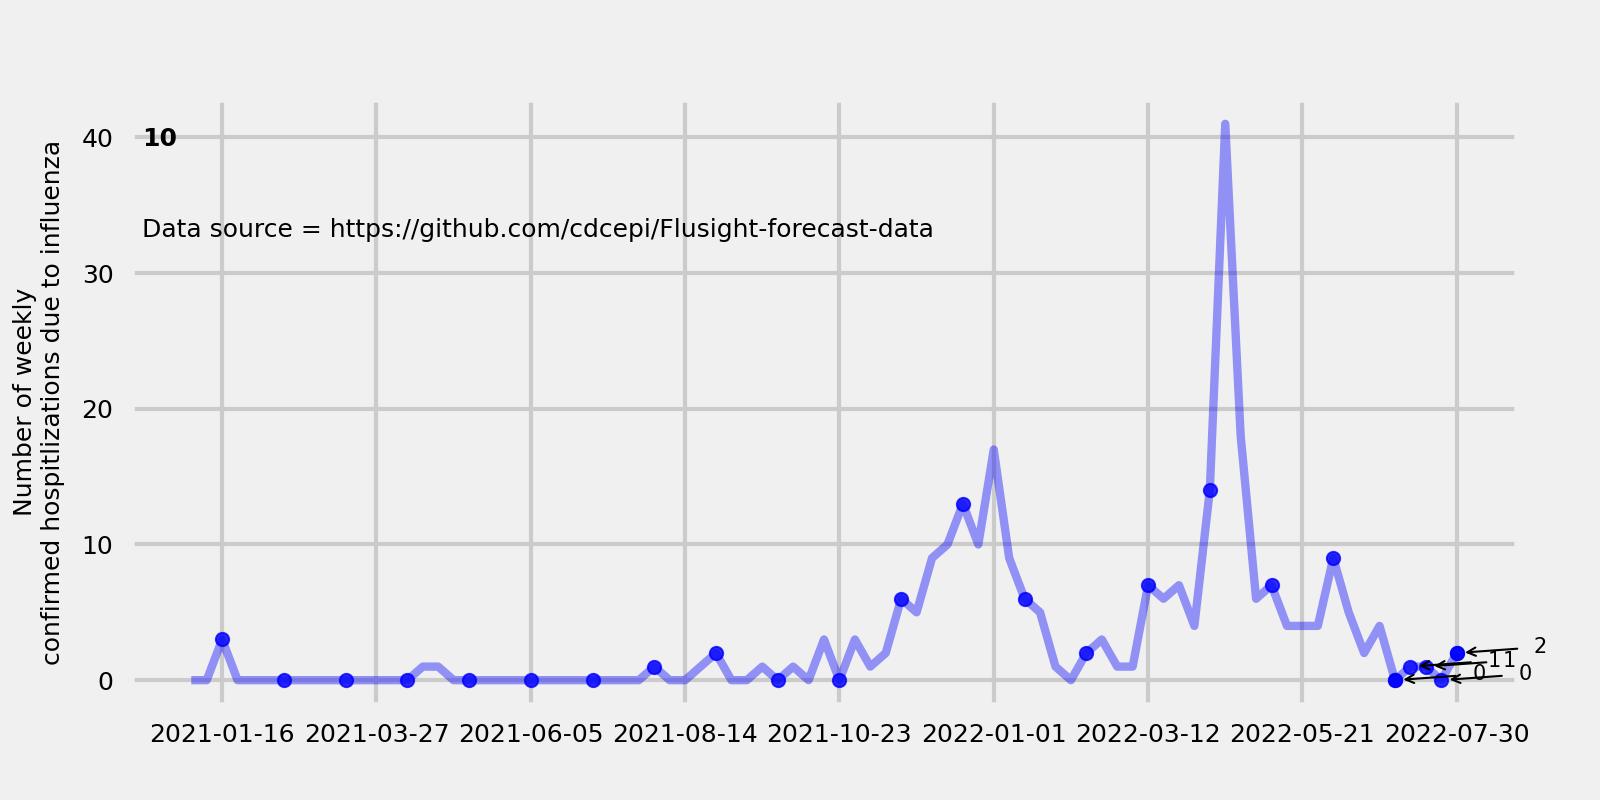 40
10
Data source = https://github.com/cdcepi/Flusight-forecast-data
30
20
10
0
Number of weekly
confirmed hospitlizations due to influenza
2
1
1
0
0
2021-01-16 2021-03-27 2021-06-05 2021-08-14 2021-10-23 2022-01-01 2022-03-12 2022-05-21 2022-07-30